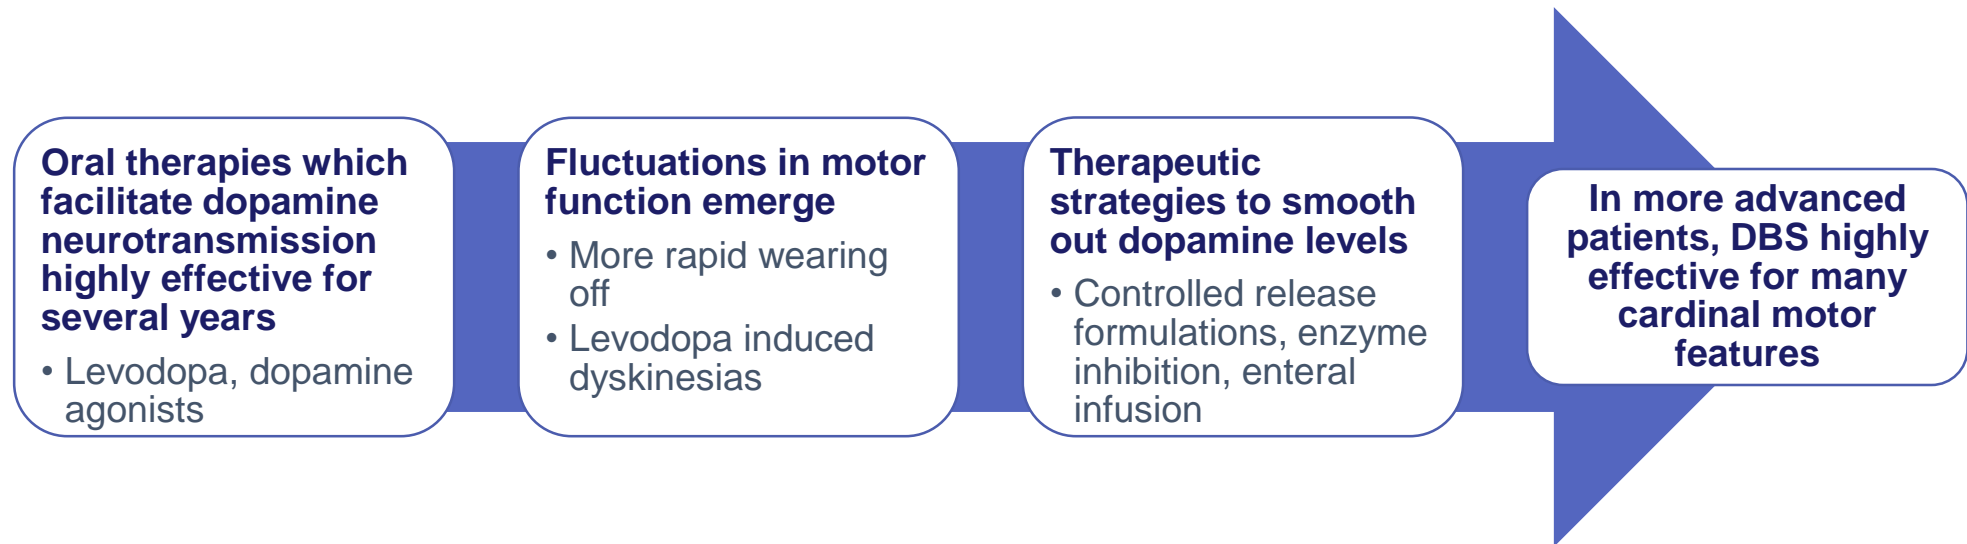 Oral therapies which
facilitate dopamine
neurotransmission
highly effective for
several years
• Levodopa, dopamine
agonists
Fluctuations in motor
function emerge
• More rapid wearing
off
• Levodopa induced
dyskinesias
Therapeutic
strategies to smooth
out dopamine levels
• Controlled release
formulations, enzyme
inhibition, enteral
infusion
In more advanced
patients, DBS highly
effective for many
cardinal motor
features